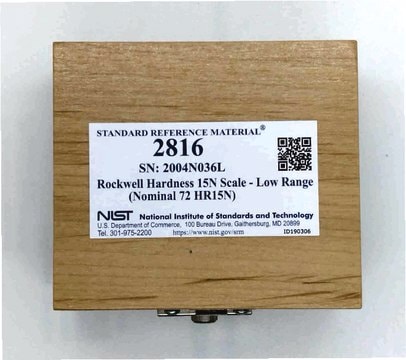 STANDARD REFERENCE MATERIAL®
2816
SN: 2004N036L
Rockwell Hardness 15N Scale - Low Range
(Nominal 72 HR15N)
NIST National Institute of Standards and Technology
U.S. Department of Commerce, 100 Bureau Drive, Gaithersburg, MD 20899
Tel. 301-975-2200 https://www.nist.gov/srm ID190306